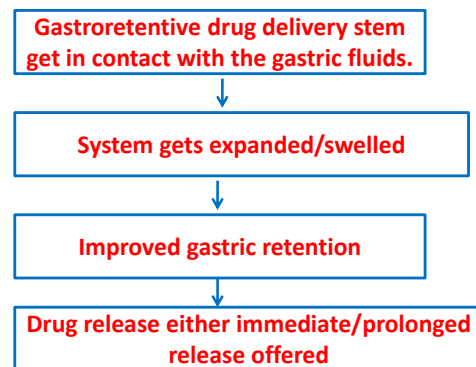 Gastroretentive drug delivery stem
get in contact with the gastric fluids.
System gets expanded/swelled
Improved gastric retention
Drug release either immediate/prolonged
release offered